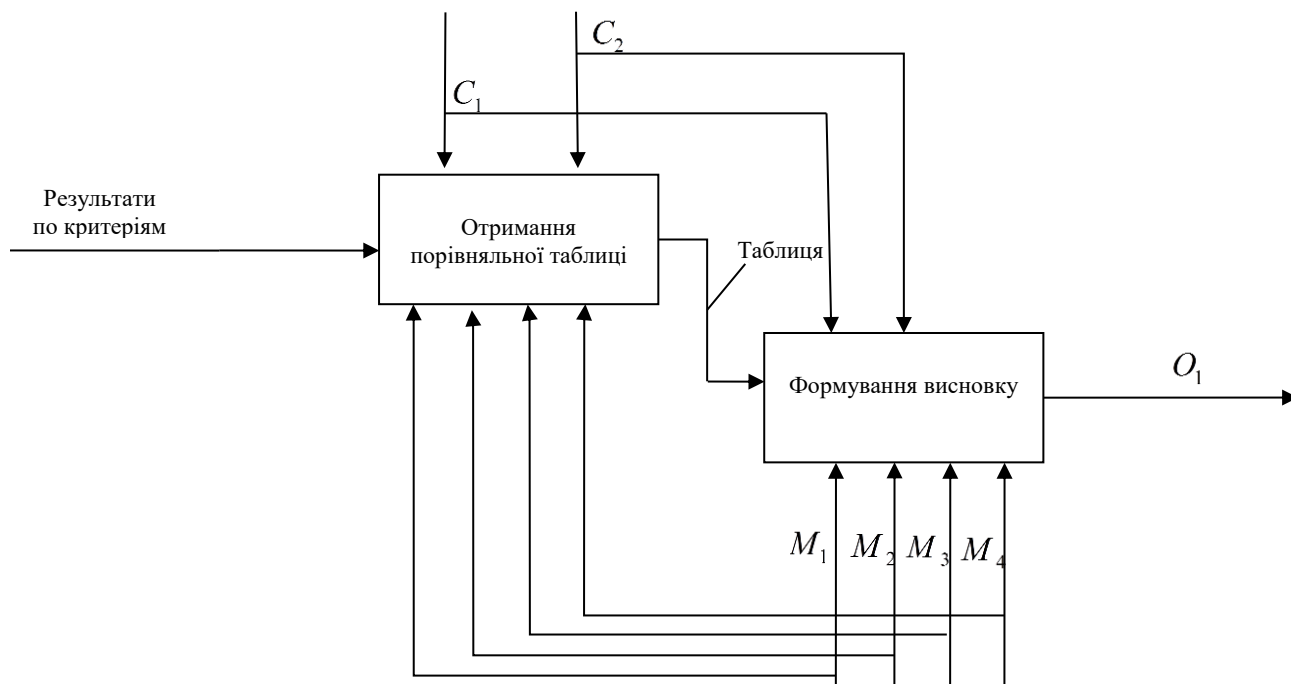 C₂
C₁
Результати
по критеріям
Отримання
порівняльної таблиці
Таблиця
Формування висновку
O₁
M₁
M₂
M₃
M₄